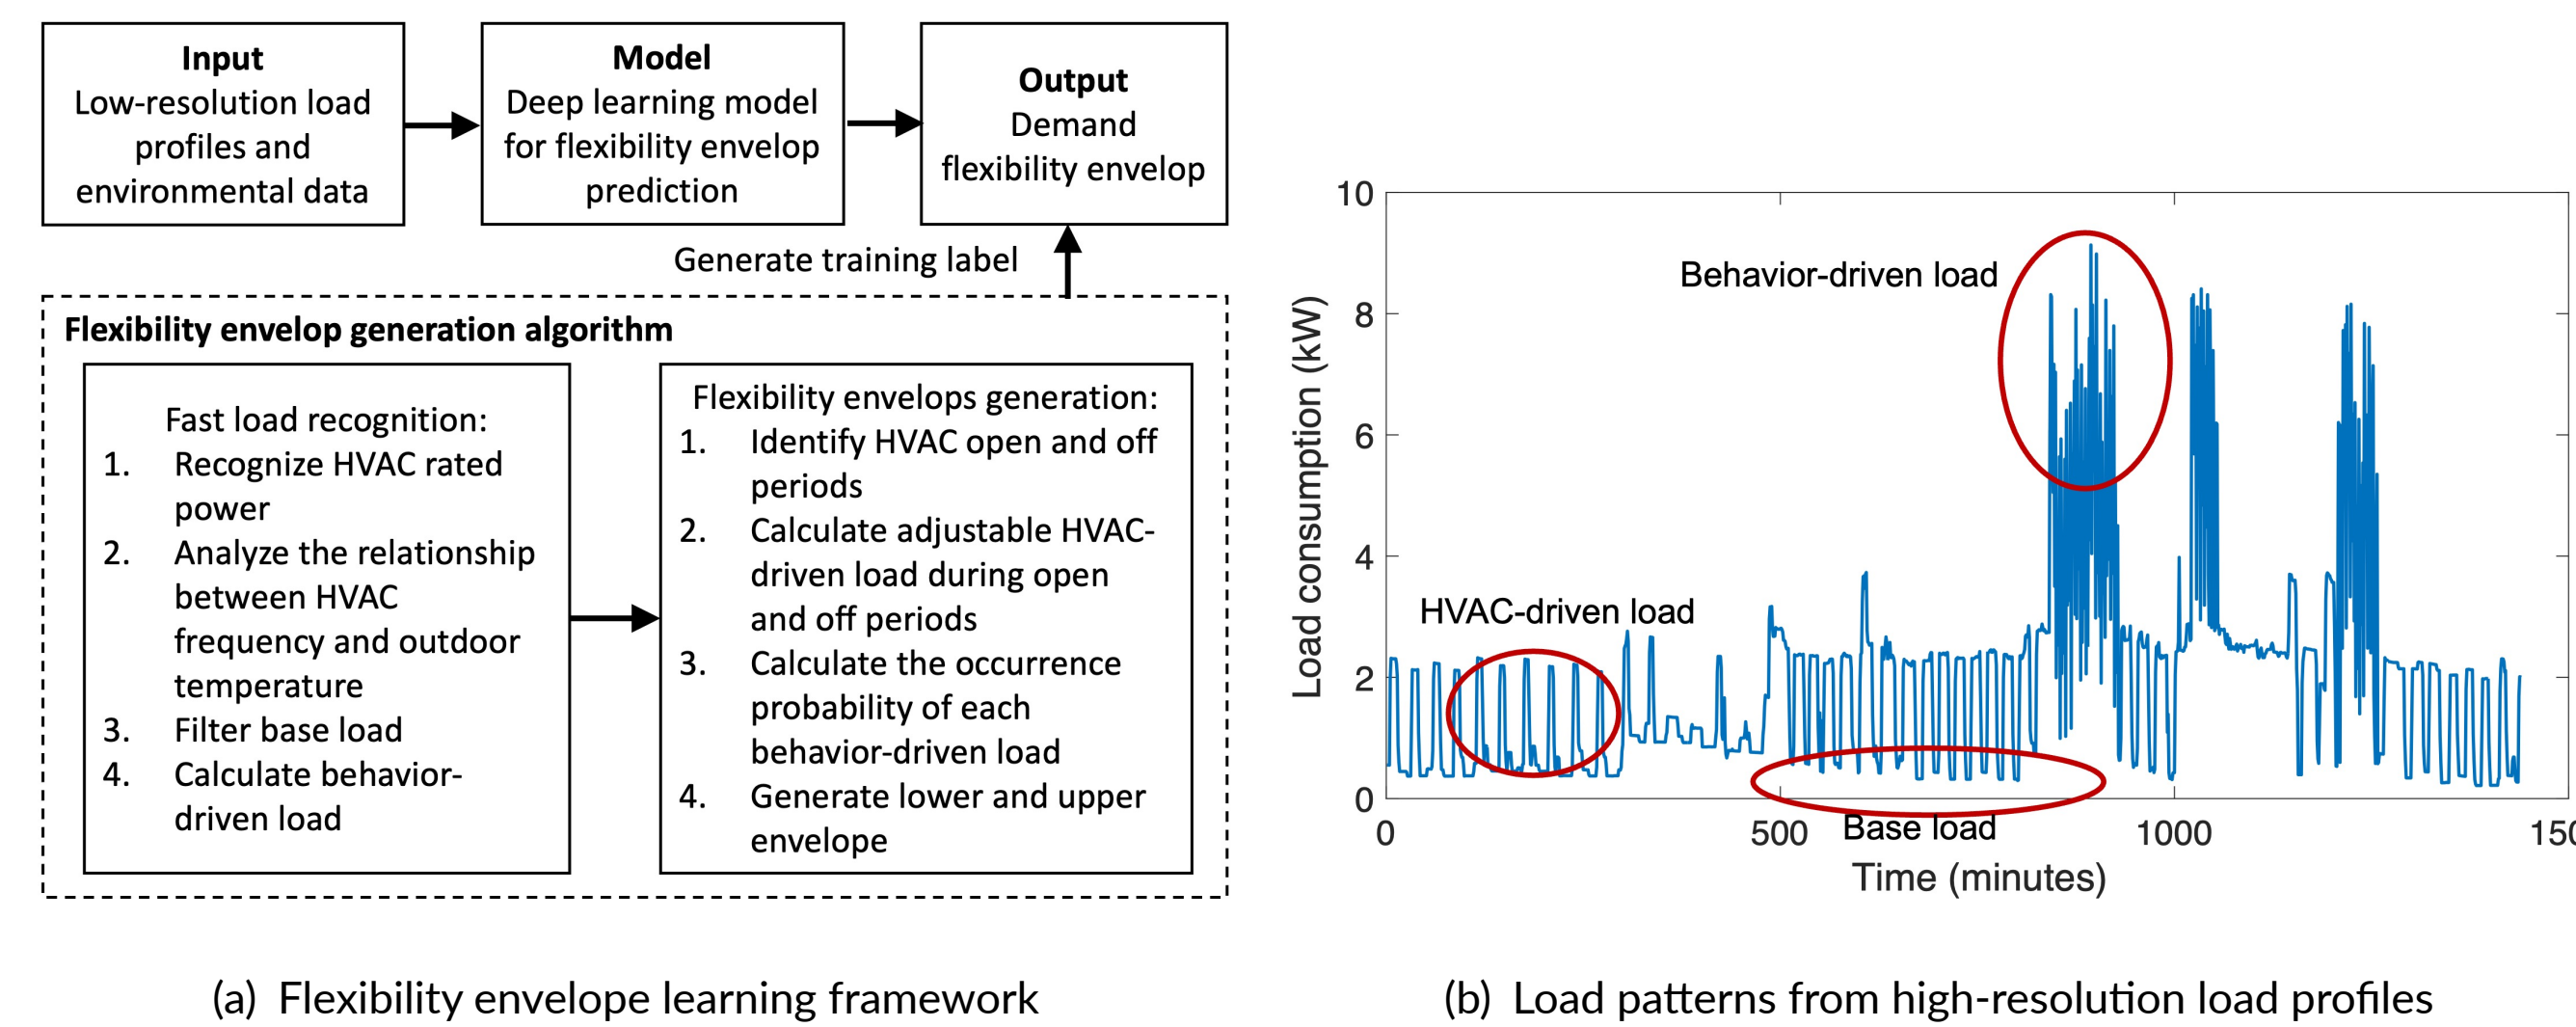 Input
Low-resolution load
profiles and
environmental data
Model
Deep learning model
for flexibility envelop
prediction
Output
Demand
flexibility envelop
Generate training label
Flexibility envelop generation algorithm
Fast load recognition:
1. Recognize HVAC rated
power
2. Analyze the relationship
between HVAC
frequency and outdoor
temperature
3. Filter base load
4. Calculate behavior-
driven load
Flexibility envelops generation:
1. Identify HVAC open and off
periods
2. Calculate adjustable HVAC-
driven load during open
and off periods
3. Calculate the occurrence
probability of each
behavior-driven load
4. Generate lower and upper
envelope
(a) Flexibility envelope learning framework
Load consumption (kW)
10
8
6
4
2
0
Behavior-driven load
HVAC-driven load
Base load
0 500 1000 150
Time (minutes)
(b) Load patterns from high-resolution load profiles